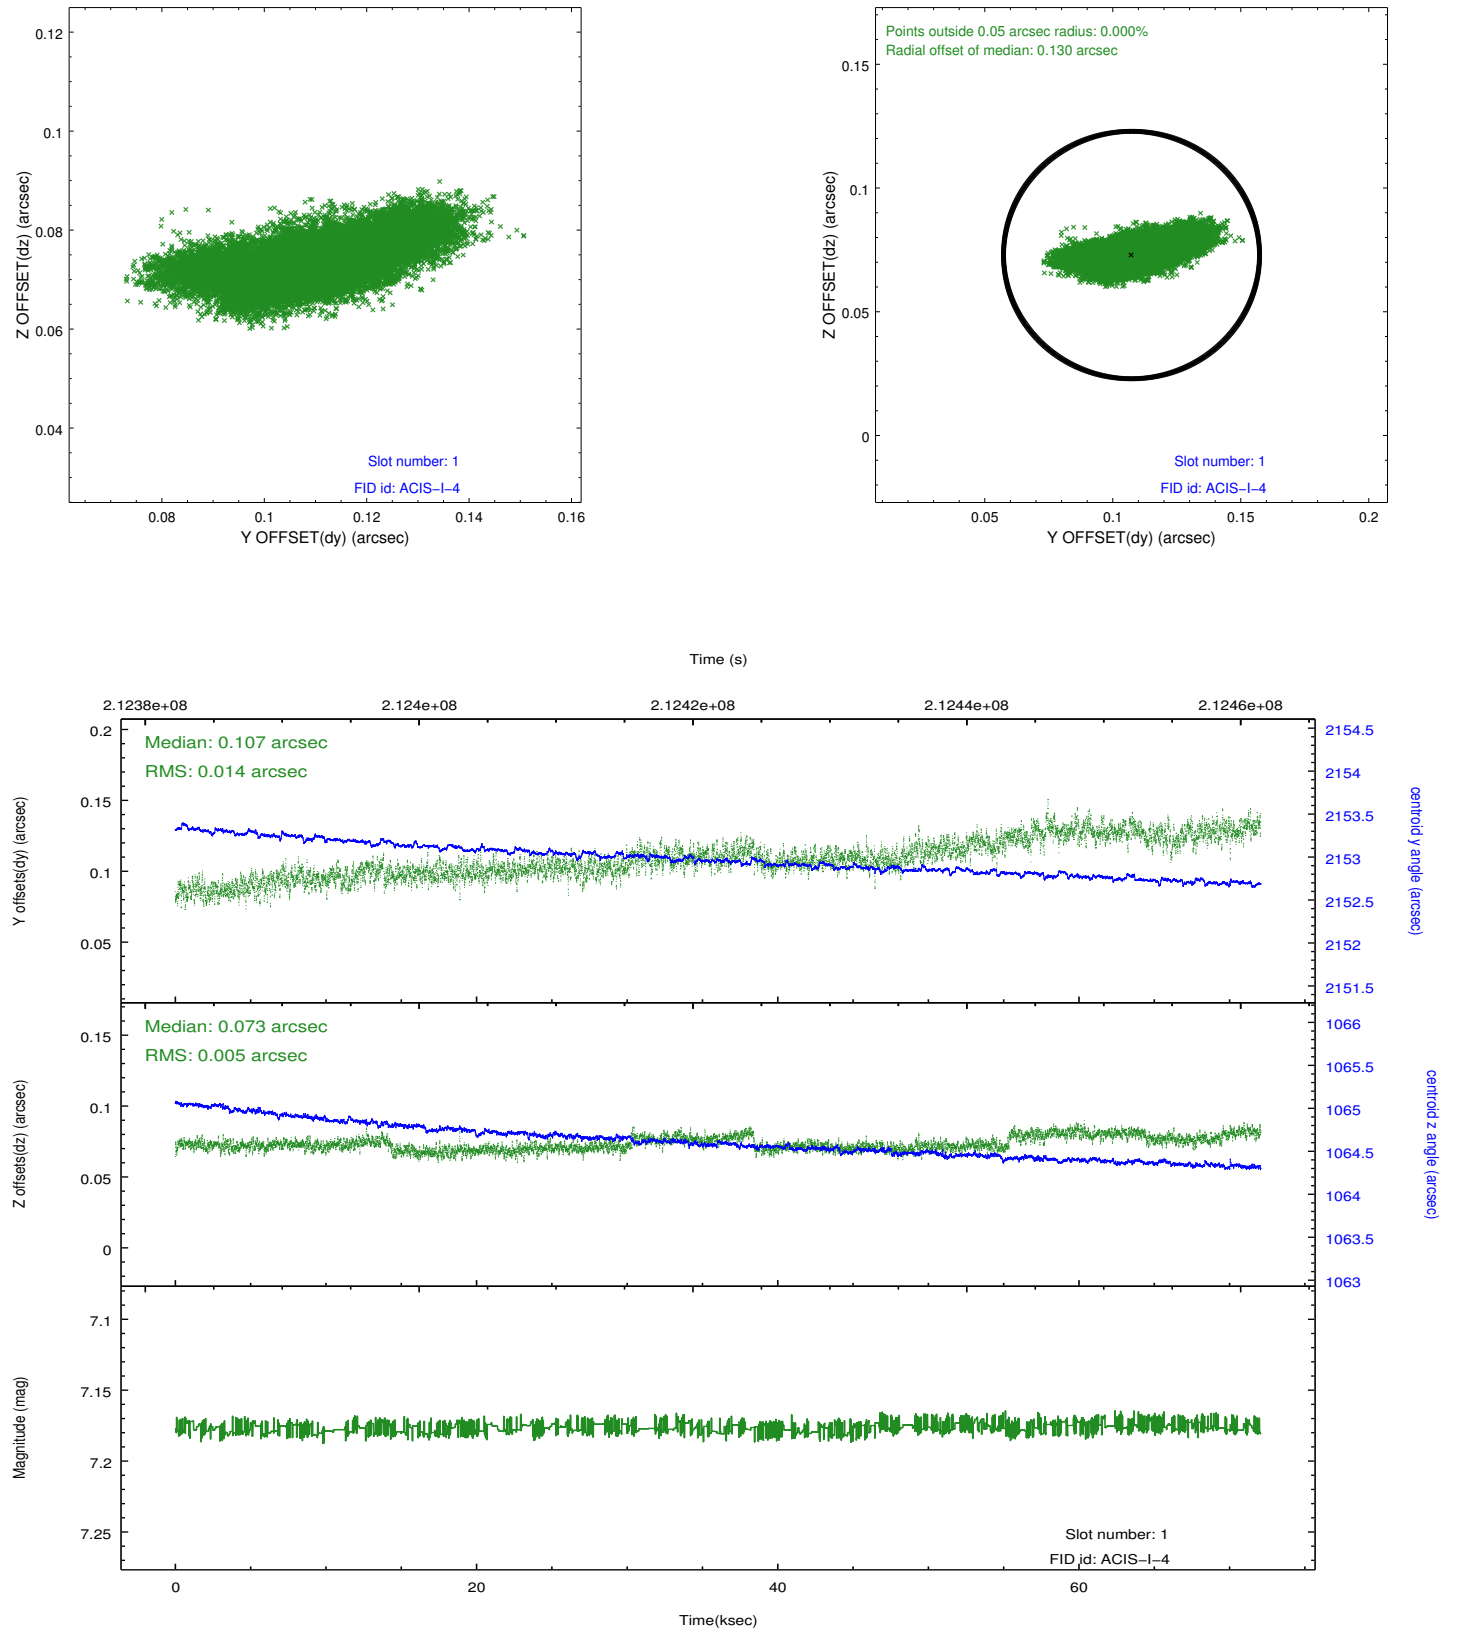 0.12
0.1
0.08
0.06
0.04
Z OFFSET(dz) (arcsec)
Slot number: 1
FID id: ACIS-I-4
0.08 0.1 0.12 0.14 0.16
Y OFFSET(dy) (arcsec)
Points outside 0.05 arcsec radius: 0.000%
Radial offset of median: 0.130 arcsec
0.15
0.1
0.05
0
Z OFFSET(dz) (arcsec)
Slot number: 1
FID id: ACIS-I-4
0.05 0.1 0.15 0.2
Y OFFSET(dy) (arcsec)
Time (s)
2.1238e+08 2.124e+08 2.1242e+08 2.1244e+08 2.1246e+08
Median: 0.107 arcsec
RMS: 0.014 arcsec
0.2
0.15
0.1
0.05
Y offsets(dy) (arcsec)
2154.5
2154
2153.5
2153
2152.5
2152
2151.5
centroid y angle (arcsec)
Median: 0.073 arcsec
RMS: 0.005 arcsec
0.15
0.1
0.05
0
Z offsets(dz) (arcsec)
1066
1065.5
1065
1064.5
1064
1063.5
1063
centroid z angle (arcsec)
7.1
7.15
7.2
7.25
Magnitude (mag)
Slot number: 1
FID id: ACIS-I-4
0 20 40 60
Time(ksec)